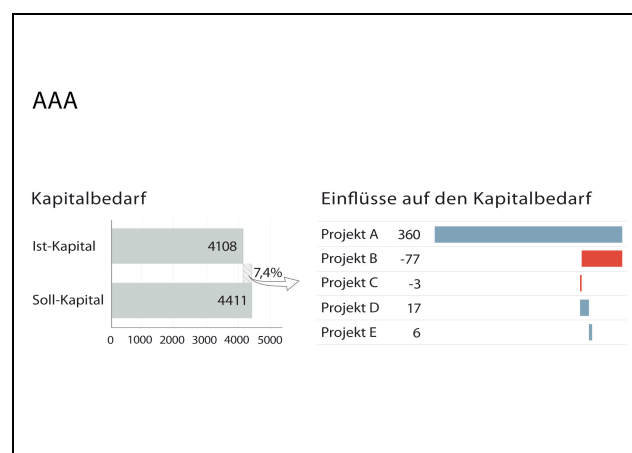 AAA
Kapitalbedarf
Ist-Kapital 4108
7,4%
Soll-Kapital 4411
0 1000 2000 3000 4000 5000
Einflüsse auf den Kapitalbedarf
Projekt A 360
Projekt B -77
Projekt C -3
Projekt D 17
Projekt E 6